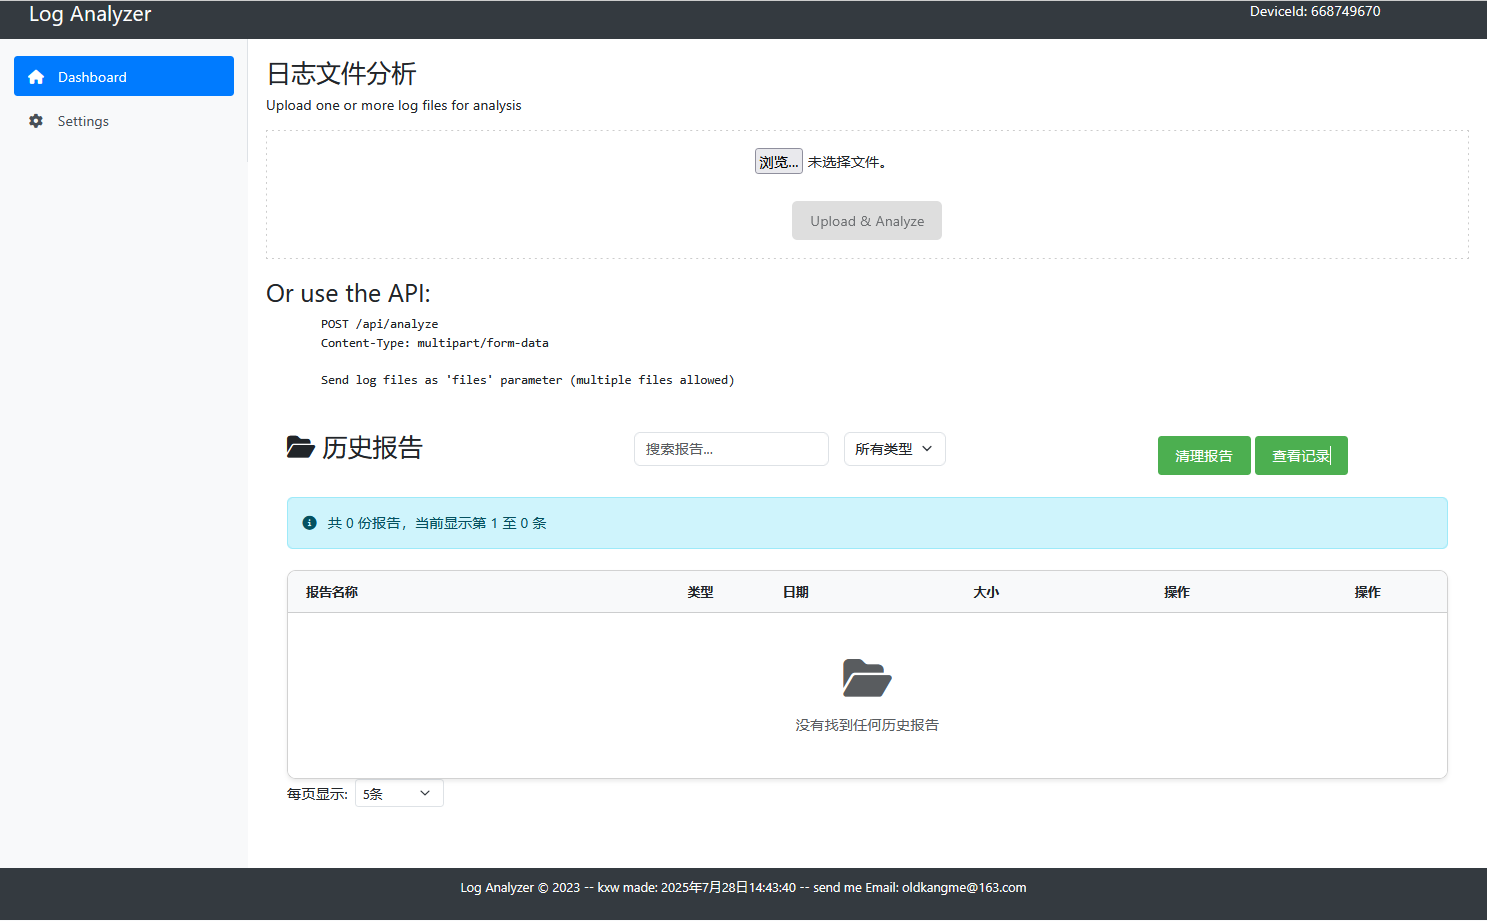 Log Analyzer
DeviceId: 668749670
Dashboard
Settings
日志文件分析
Upload one or more log files for analysis
浏览... 未选择文件。
Upload & Analyze
Or use the API:
POST /api/analyze
Content-Type: multipart/form-data
Send log files as 'files' parameter (multiple files allowed)
历史报告
搜索报告...
所有类型
清理报告
查看记录
共 0 份报告，当前显示第 1 至 0 条
报告名称 类型 日期 大小 操作 操作
没有找到任何历史报告
每页显示: 5条
Log Analyzer © 2023 -- kxw made: 2025年7月28日14:43:40 -- send me Email: oldkangme@163.com